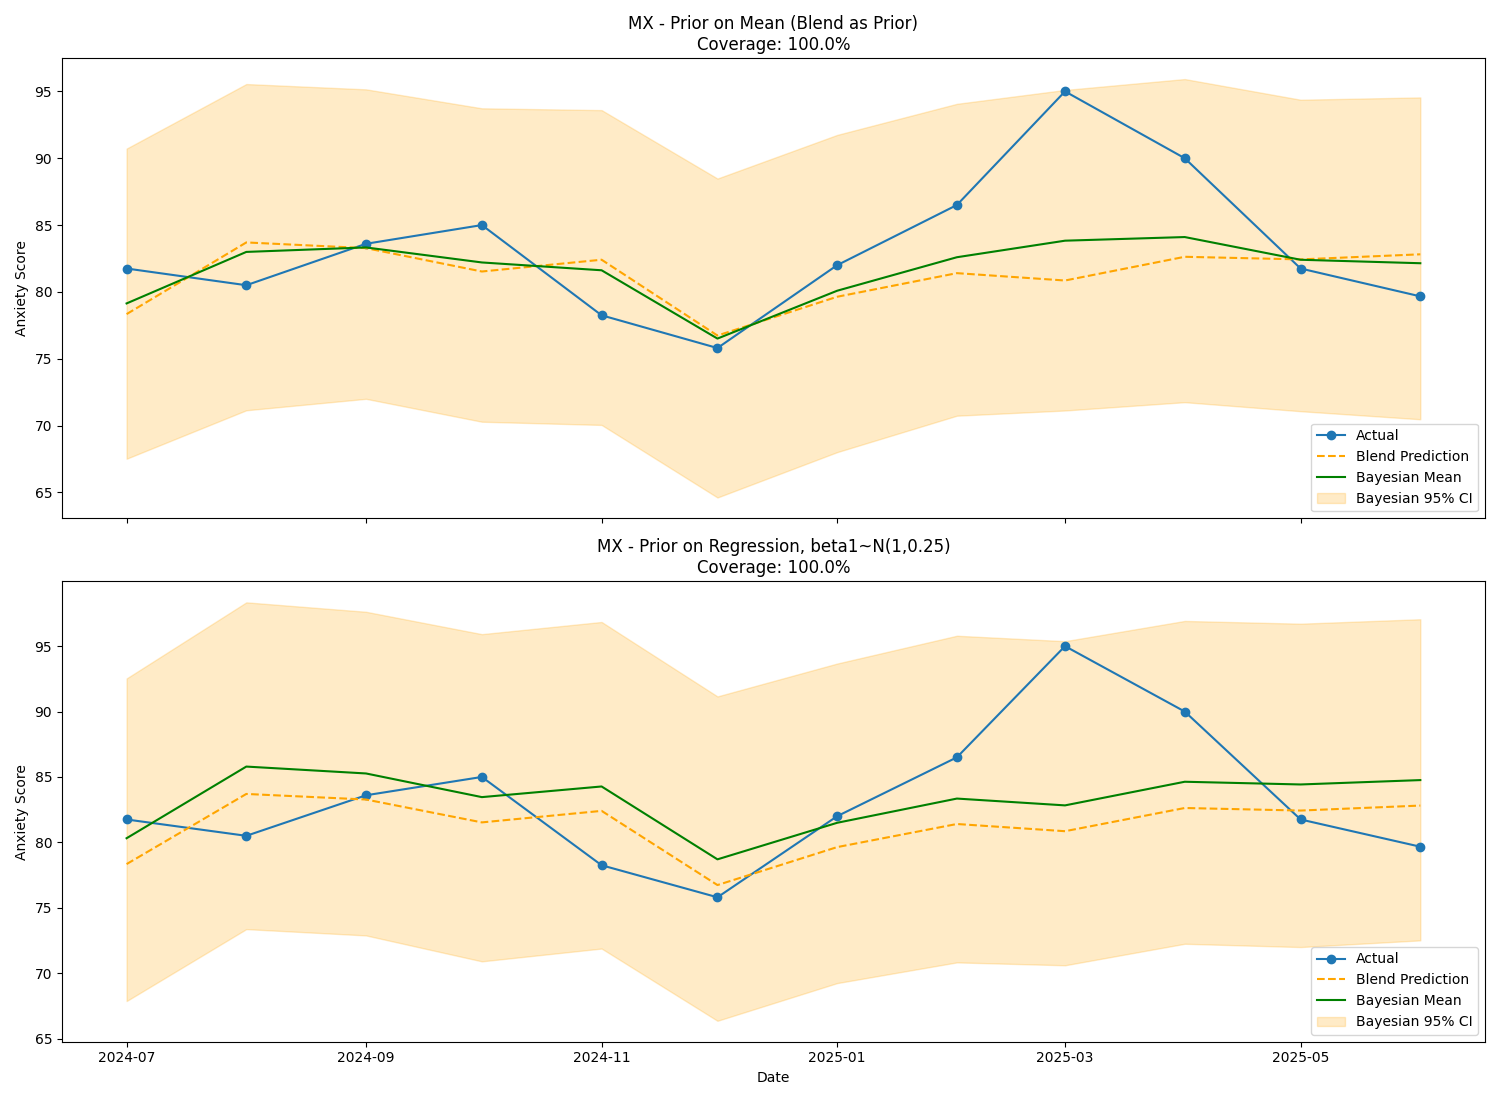 MX - Prior on Mean (Blend as Prior)
Coverage: 100.0%
Anxiety Score
95
90
85
80
75
70
65
Actual
Blend Prediction
Bayesian Mean
Bayesian 95% CI
MX - Prior on Regression, beta1~N(1,0.25)
Coverage: 100.0%
Anxiety Score
95
90
85
80
75
70
65
Actual
Blend Prediction
Bayesian Mean
Bayesian 95% CI
2024-07 2024-09 2024-11 2025-01 2025-03 2025-05
Date